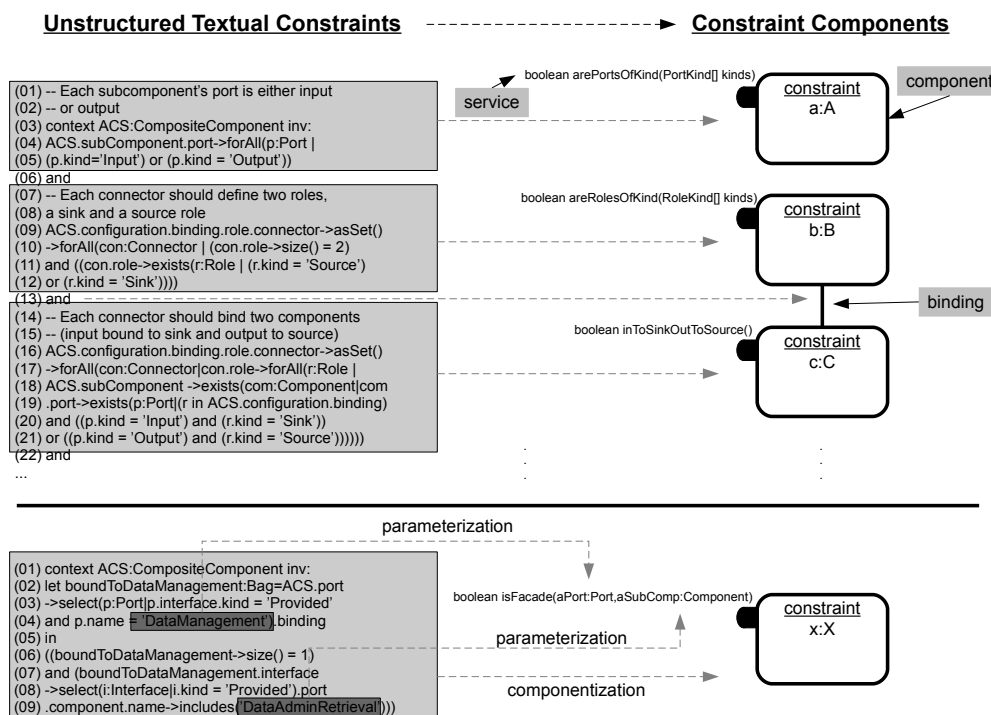 Unstructured Textual Constraints
Constraint Components
(01) -- Each subcomponent's port is either input
(02) -- or output
(03) context ACS:CompositeComponent inv:
(04) ACS.subComponent.port->forAll(p:Port |
(05) (p.kind='Input') or (p.kind = 'Output'))
(06) and
(07) -- Each connector should define two roles,
(08) a sink and a source role
(09) ACS.configuration.binding.role.connector->asSet()
(10) ->forAll(con:Connector | (con.role->size() = 2)
(11) and ((con.role->exists(r:Role | (r.kind = 'Source')
(12) or (r.kind = 'Sink'))))
(13) and
(14) -- Each connector should bind two components
(15) -- (input bound to sink and output to source)
(16) ACS.configuration.binding.role.connector->asSet()
(17) ->forAll(con:Connector|con.role->forAll(r:Role |
(18) ACS.subComponent ->exists(com:Component|com
(19) .port->exists(p:Port|(r in ACS.configuration.binding)
(20) and ((p.kind = 'Input') and (r.kind = 'Sink'))
(21) or ((p.kind = 'Output') and (r.kind = 'Source'))))))
(22) and
...
boolean arePortsOfKind(PortKind[] kinds)
service
constraint
a:A
component
boolean areRolesOfKind(RoleKind[] kinds)
constraint
b:B
binding
boolean inToSinkOutToSource()
constraint
c:C
.
.
.
.
.
.
parameterization
(01) context ACS:CompositeComponent inv:
(02) let boundToDataManagement:Bag=ACS.port
(03) ->select(p:Port|p.interface.kind = 'Provided'
(04) and p.name = 'DataManagement').binding
(05) in
(06) ((boundToDataManagement->size() = 1)
(07) and (boundToDataManagement.interface
(08) ->select(i:Interface|i.kind = 'Provided').port
(09) .component.name->includes('DataAdminRetrieval')))
boolean isFacade(aPort:Port,aSubComp:Component)
parameterization
componentization
constraint
x:X